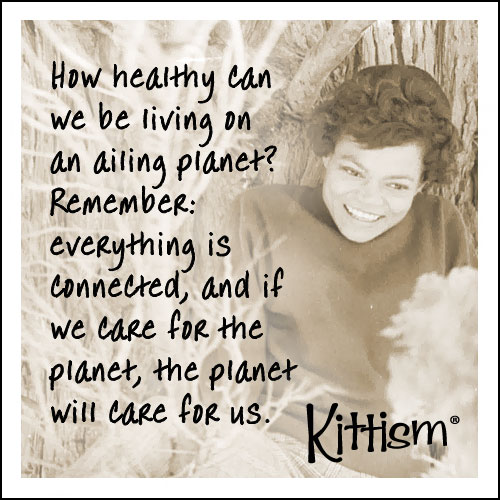 How healthy can
we be living on
an ailing planet?
Remember:
everything is
connected, and if
we care for the
planet, the planet
will care for us.
Kittism®